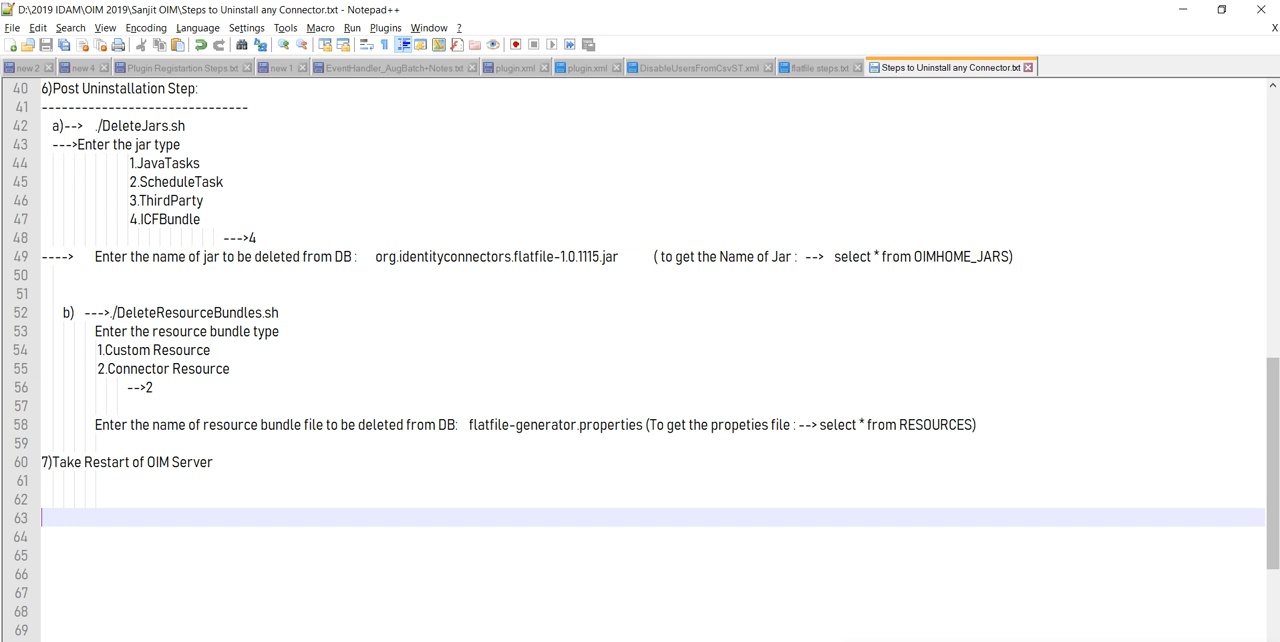 D:\2019 IDAM\OIM 2019\Sanjit OIM\Steps to Uninstall any Connector.txt - Notepad++
File Edit Search View Encoding Language Settings Tools Macro Run Plugins Window ?
X
new 2 new 4 Plugin Registartion Steps.txt new 1 EventHandler_AugBatch+Notes.txt plugin.xml plugin.xml DisableUsersFromCsvST.xml flatfile steps.txt Steps to Uninstall any Connector.txt
40 6)Post Uninstallation Step:
41 -------------------------------
42 a)--> ./DeleteJars.sh
43 --->Enter the jar type
44 1.JavaTasks
45 2.ScheduleTask
46 3.ThirdParty
47 4.ICFBundle
48 --->4
49 ----> Enter the name of jar to be deleted from DB : org.identityconnectors.flatfile-1.0.1115.jar ( to get the Name of Jar : --> select * from OIMHOME_JARS)
50
51
52 b) --->./DeleteResourceBundles.sh
53 Enter the resource bundle type
54 1.Custom Resource
55 2.Connector Resource
56 -->2
57
58 Enter the name of resource bundle file to be deleted from DB: flatfile-generator.properties (To get the propeties file : --> select * from RESOURCES)
59
60 7)Take Restart of OIM Server
61
62
63
64
65
66
67
68
69